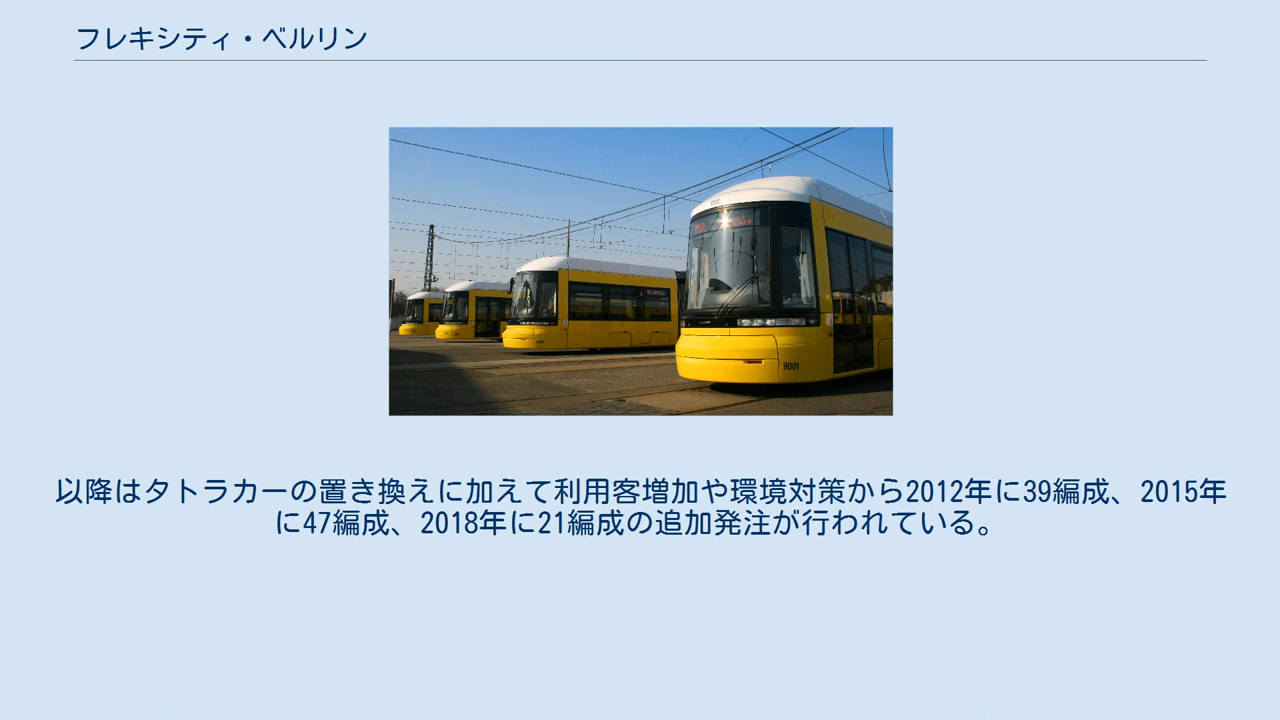 フレキシティ・ベルリン
9001
以降はタトラカーの置き換えに加えて利用客増加や環境対策から2012年に39編成、2015年
に47編成、2018年に21編成の追加発注が行われている。